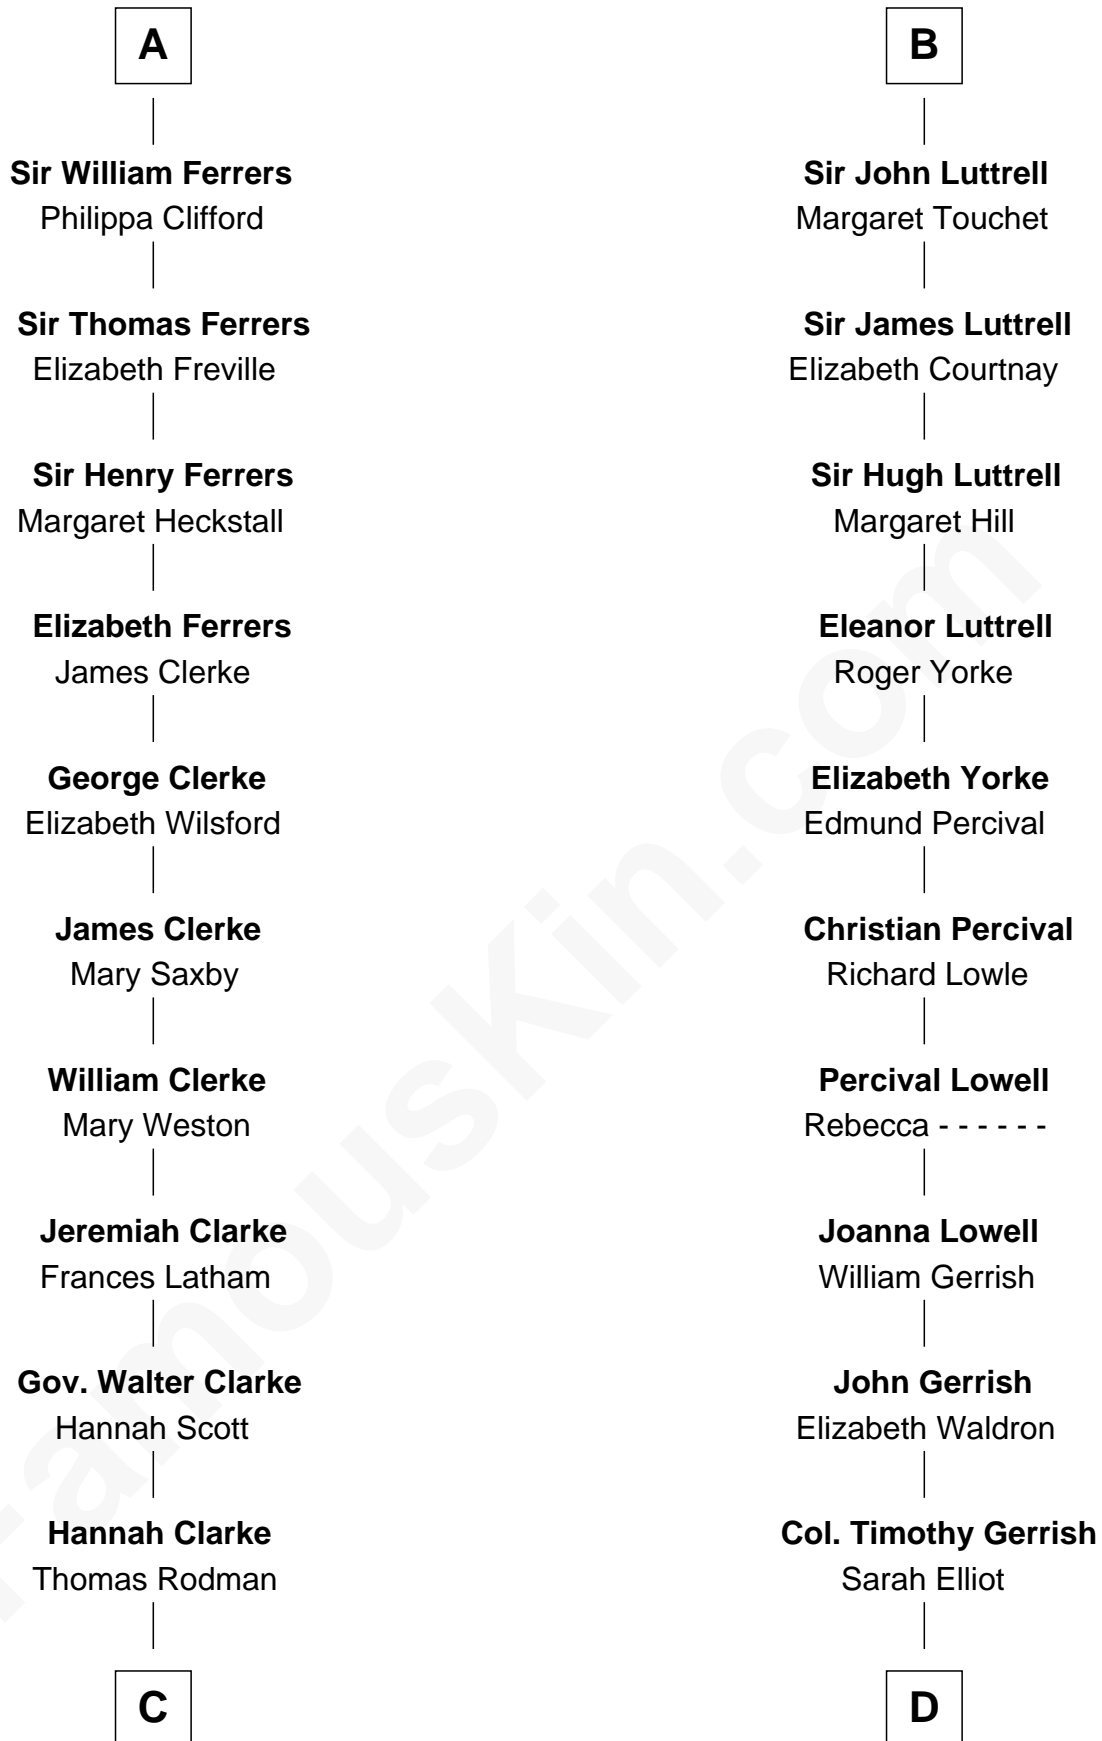 A
Sir William Ferrers
Philippa Clifford
Sir Thomas Ferrers
Elizabeth Freville
Sir Henry Ferrers
Margaret Heckstall
Elizabeth Ferrers
James Clerke
George Clerke
Elizabeth Wilsford
James Clerke
Mary Saxby
William Clerke
Mary Weston
Jeremiah Clarke
Frances Latham
Gov. Walter Clarke
Hannah Scott
Hannah Clarke
Thomas Rodman
C
B
Sir John Luttrell
Margaret Touchet
Sir James Luttrell
Elizabeth Courtnay
Sir Hugh Luttrell
Margaret Hill
Eleanor Luttrell
Roger Yorke
Elizabeth Yorke
Edmund Percival
Christian Percival
Richard Lowle
Percival Lowell
Rebecca - - - - - -
Joanna Lowell
William Gerrish
John Gerrish
Elizabeth Waldron
Col. Timothy Gerrish
Sarah Elliot
D
FamousKin.com